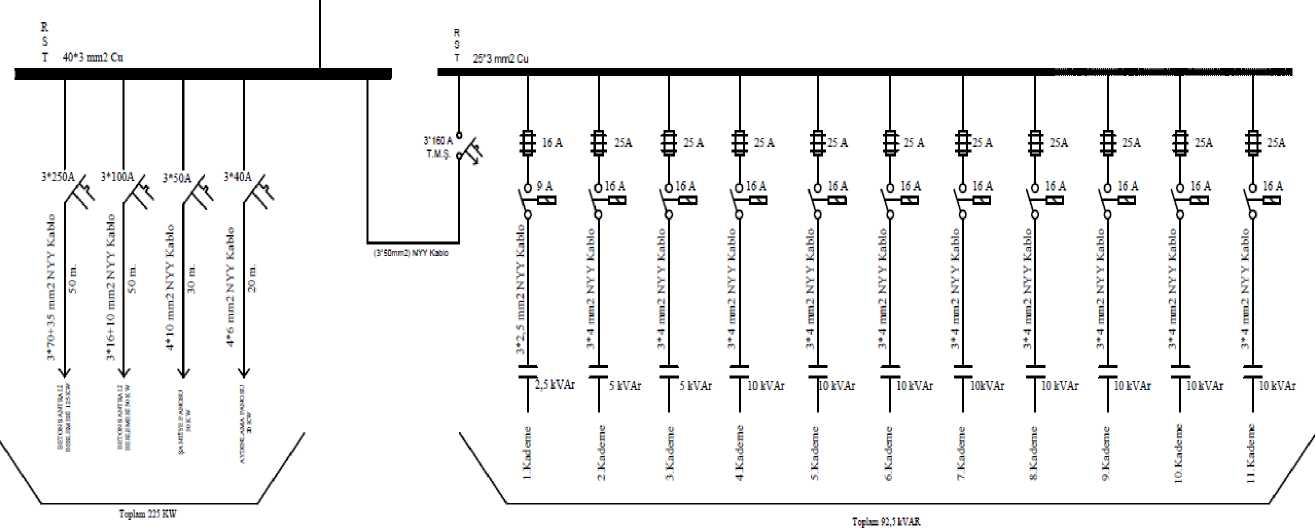 R
S
T 40*3 mm2 Cu
R
S
T 25*3 mm2 Cu
3*250A
3*100A
3*50A
3*40A
3*70+35 mm2 NYY Kablo
50 m.
3*16+10 mm2 NYY Kablo
50 m.
4*10 mm2 NYY Kablo
30 m.
4*6 mm2 NYY Kablo
20 m.
ŞANTİYE PANOSU
30 KW
AYDINLAMA PANOSU
20 KW
Toplam 225 KW
(3*50mm2) NYY Kablo
3*160 A
T.M.Ş.
16 A
25A
25A
25 A
25 A
25 A
25A
25 A
25A
25 A
25A
9 A
16 A
16 A
16 A
16 A
16 A
16 A
16 A
16 A
16 A
16 A
3*2,5 mm2 NYY Kablo
3*4 mm2 NYY Kablo
3*4 mm2 NYY Kablo
3*4 mm2 NYY Kablo
3*4 mm2 NYY Kablo
3*4 mm2 NYY Kablo
3*4 mm2 NYY Kablo
3*4 mm2 NYY Kablo
3*4 mm2 NYY Kablo
3*4 mm2 NYY Kablo
3*4 mm2 NYY Kablo
2,5 kVAr
5 kVAr
5 kVAr
10 kVAr
10 kVAr
10 kVAr
10kVAr
10 kVAr
10 kVAr
10 kVAr
10 kVAr
1.Kademe
2.Kademe
3.Kademe
4.Kademe
5.Kademe
6.Kademe
7.Kademe
8.Kademe
9.Kademe
10.Kademe
11.Kademe
Toplam 92,5 kVAR